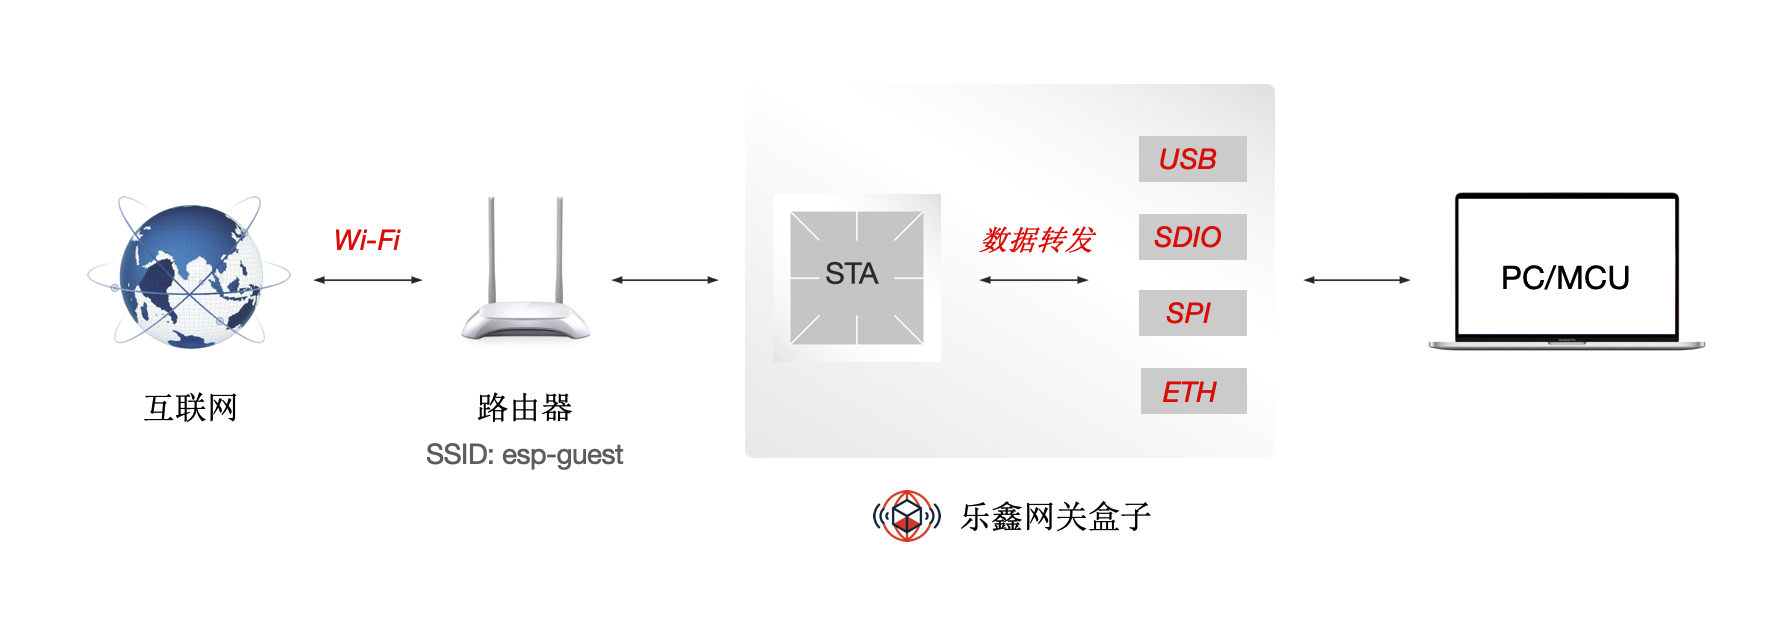 Wi-Fi
互联网
路由器
SSID: esp-guest
STA
数据转发
USB
SDIO
SPI
ETH
乐鑫网关盒子
PC/MCU